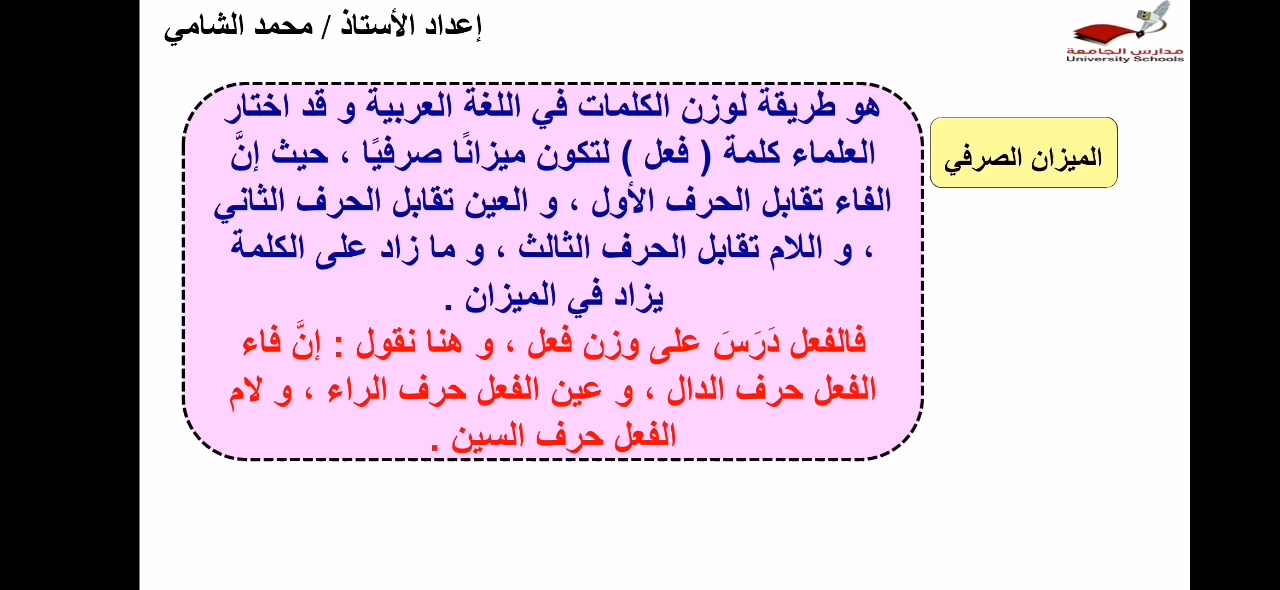 إعداد الأستاذ / محمد الشامي
مدارس الجامعة
University Schools
الميزان الصرفي
هو طريقة لوزن الكلمات في اللغة العربية و قد اختار
العلماء كلمة ( فعل ) لتكون ميزانًا صرفيًا ، حيث إنَّ
الفاء تقابل الحرف الأول ، و العين تقابل الحرف الثاني
، و اللام تقابل الحرف الثالث ، و ما زاد على الكلمة
يزاد في الميزان .
فالفعل دَرَسَ على وزن فعل ، و هنا نقول : إنَّ فاء
الفعل حرف الدال ، و عين الفعل حرف الراء ، و لام
الفعل حرف السين .